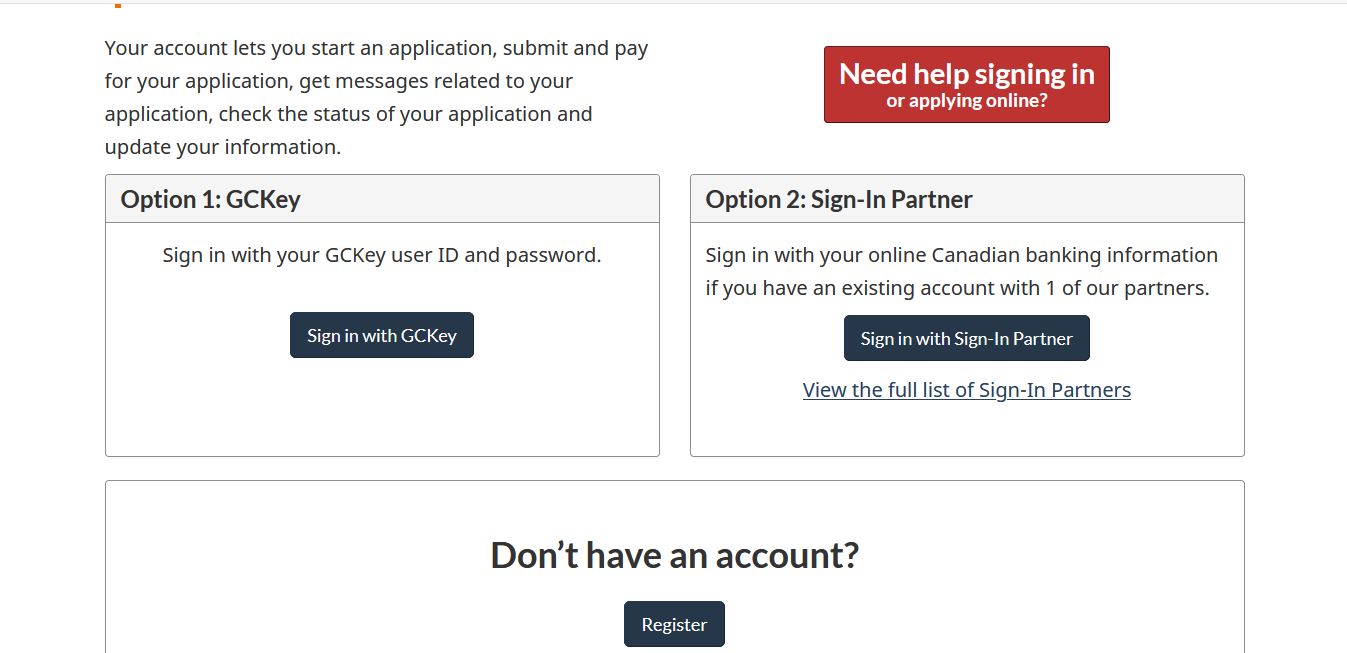 Your account lets you start an application, submit and pay
for your application, get messages related to your
application, check the status of your application and
update your information.
Need help signing in
or applying online?
Option 1: GCKey
Sign in with your GCKey user ID and password.
Sign in with GCKey
Option 2: Sign-In Partner
Sign in with your online Canadian banking information
if you have an existing account with 1 of our partners.
Sign in with Sign-In Partner
View the full list of Sign-In Partners
Don’t have an account?
Register